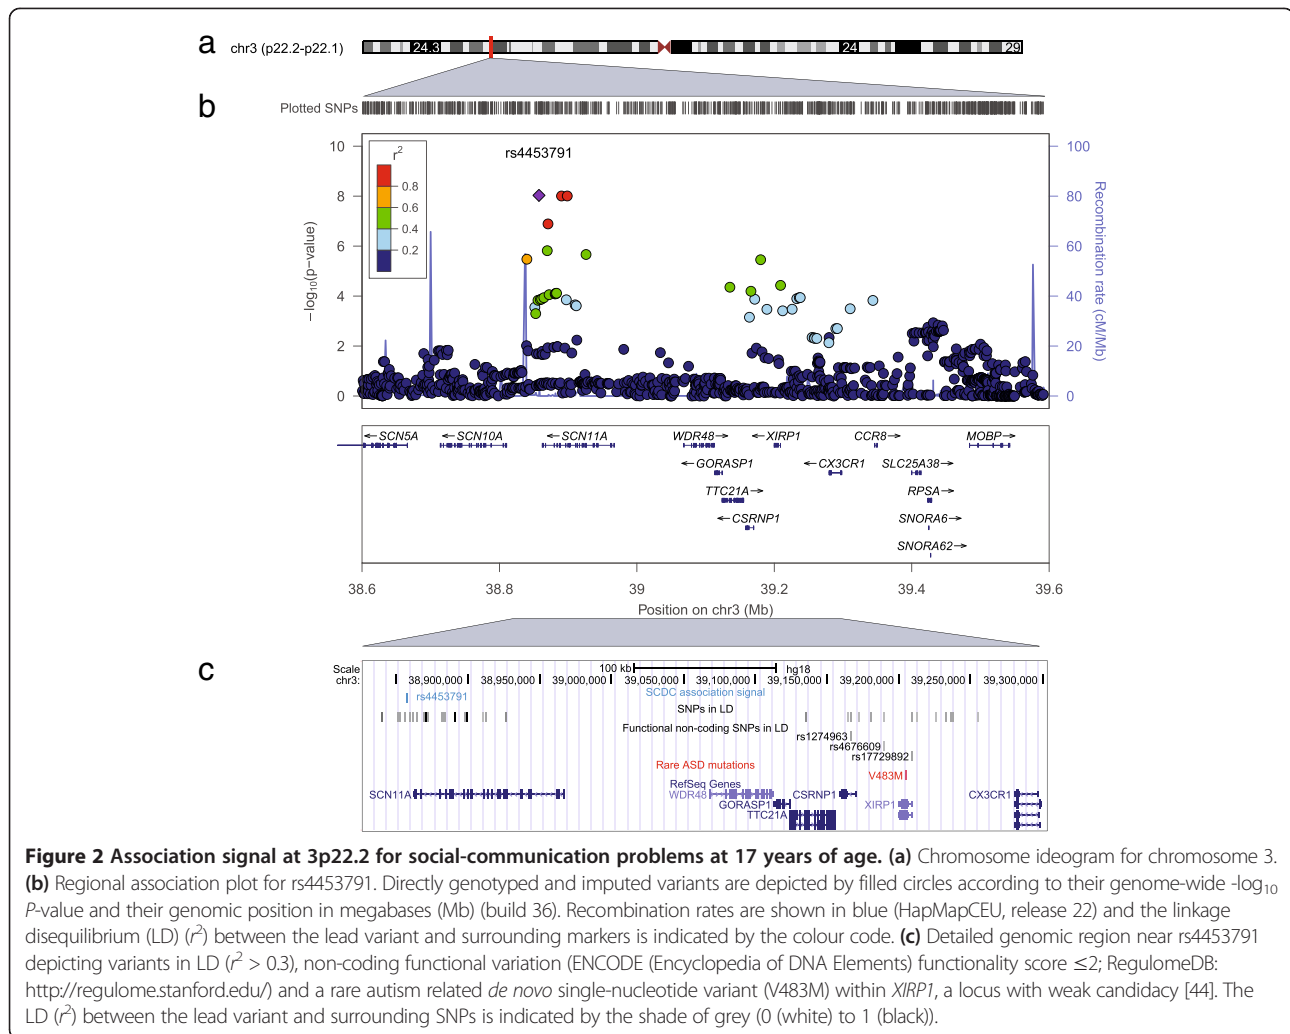 a
chr3 (p22.2-p22.1)
24.3
24
29
b
Plotted SNPs
10
8
6
4
2
0
−log10(p−value)
r2
0.8
0.6
0.4
0.2
rs4453791
100
80
60
40
20
0
Recombination rate (cM/Mb)
←SCN5A
←SCN10A
←SCN11A
WDR48→
←XIRP1
CCR8→
MOBP→
←GORASP1
←CX3CR1
SLC25A38→
TTC21A→
RPSA→
←CSRNP1
SNORA6→
SNORA62→
38.6
38.8
39
39.2
39.4
39.6
Position on chr3 (Mb)
c
Scale
100 kb
hg18
chr3:
38,900,000
38,950,000
39,000,000
39,050,000
39,100,000
39,150,000
39,200,000
39,250,000
39,300,000
SCDC association signal
rs4453791
SNPs in LD
Functional non-coding SNPs in LD
rs1274963
rs4676609
rs17729892
Rare ASD mutations
V483M
RefSeq Genes
SCN11A
WDR48
CSRNP1
CX3CR1
GORASP1
XIRP1
TTC21A
Figure 2 Association signal at 3p22.2 for social-communication problems at 17 years of age. (a) Chromosome ideogram for chromosome 3.
(b) Regional association plot for rs4453791. Directly genotyped and imputed variants are depicted by filled circles according to their genome-wide -log10
P-value and their genomic position in megabases (Mb) (build 36). Recombination rates are shown in blue (HapMapCEU, release 22) and the linkage
disequilibrium (LD) (r2) between the lead variant and surrounding markers is indicated by the colour code. (c) Detailed genomic region near rs4453791
depicting variants in LD (r2 > 0.3), non-coding functional variation (ENCODE (Encyclopedia of DNA Elements) functionality score ≤2; RegulomeDB:
http://regulome.stanford.edu/) and a rare autism related de novo single-nucleotide variant (V483M) within XIRP1, a locus with weak candidacy [44]. The
LD (r2) between the lead variant and surrounding SNPs is indicated by the shade of grey (0 (white) to 1 (black)).